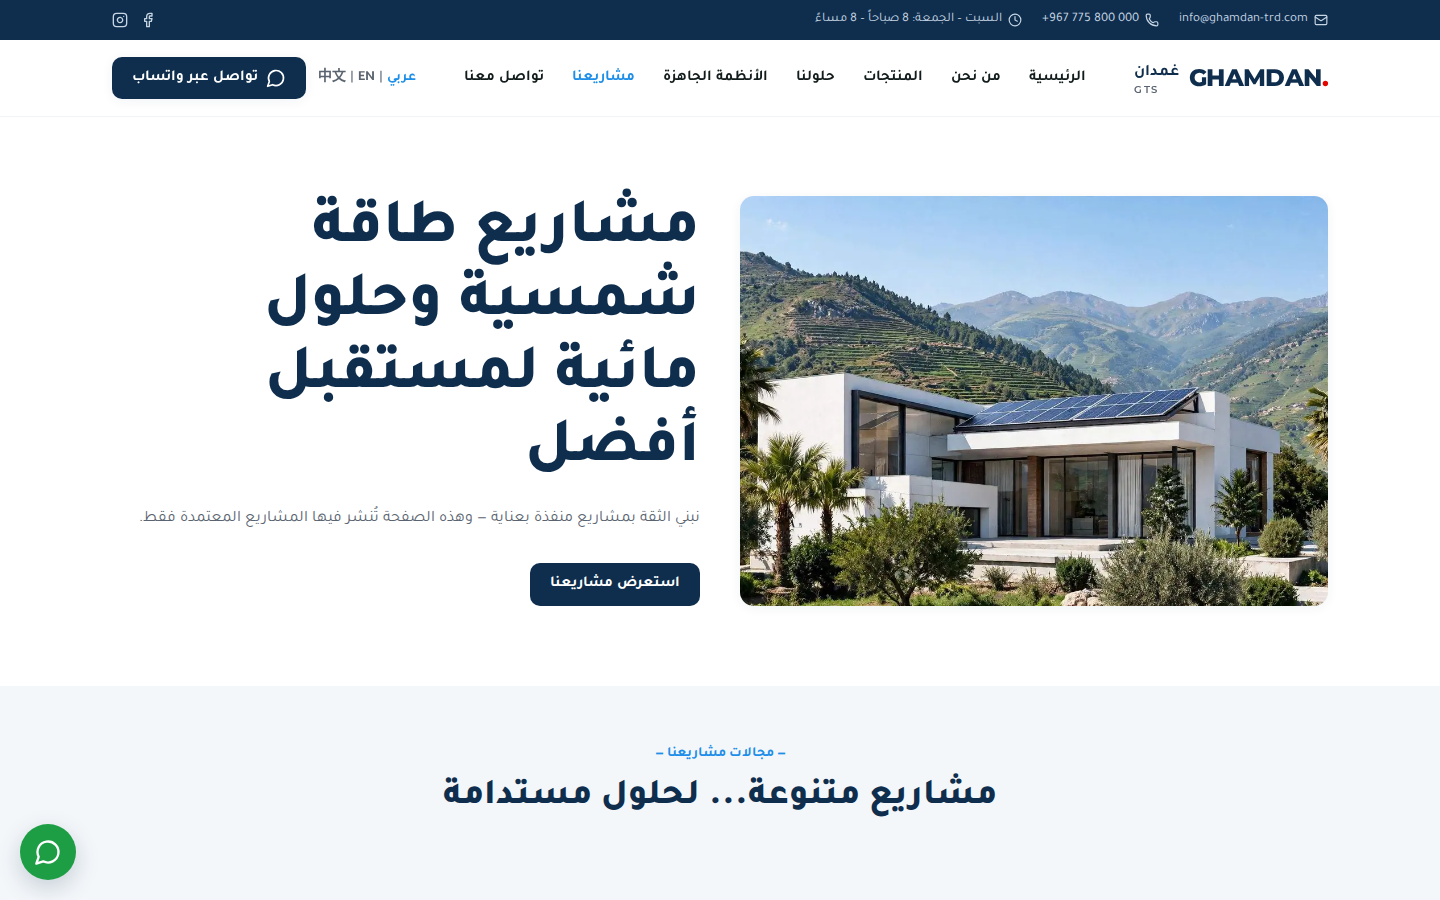 info@ghamdan-trd.com
+967 775 800 000
السبت - الجمعة: 8 صباحاً - 8 مساءً
GHAMDAN.
غمدان
GTS
الرئيسية
من نحن
المنتجات
حلولنا
الأنظمة الجاهزة
مشاريعنا
تواصل معنا
عربي | EN | 中文
تواصل عبر واتساب
مشاريع طاقة
شمسية وحلول
مائية لمستقبل
أفضل
نبني الثقة بمشاريع منفذة بعناية — وهذه الصفحة تُنشر فيها المشاريع المعتمدة فقط.
استعرض مشاريعنا
— مجالات مشاريعنا —
مشاريع متنوعة... لحلول مستدامة